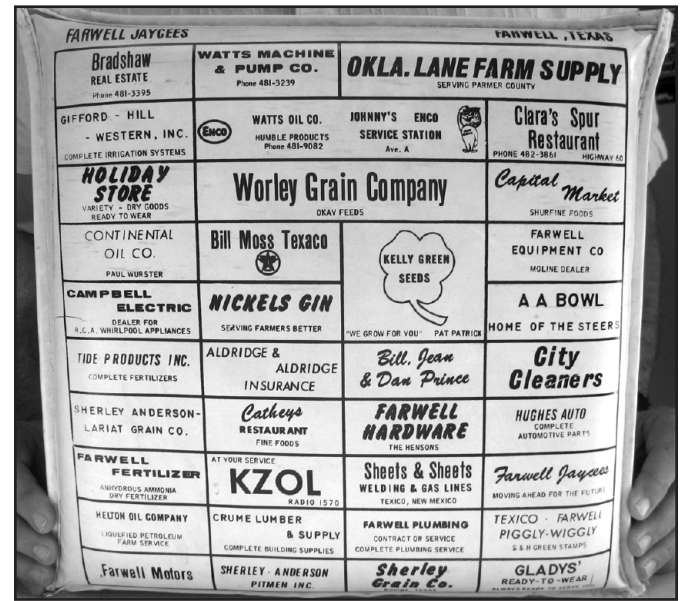 FARWELL JAYCEES
FARWELL, TEXAS
Bradshaw
REAL ESTATE
Phone 481-3395
WATTS MACHINE
& PUMP CO.
Phone 481-3239
OKLA. LANE FARM SUPPLY
SERVING PARMER COUNTY
GIFFORD - HILL
- WESTERN, INC.
COMPLETE IRRIGATION SYSTEMS
ENCO
WATTS OIL CO.
HUMBLE PRODUCTS
Phone 481-9082
JOHNNY'S ENCO
SERVICE STATION
Ave. A
Clara's Spur
Restaurant
PHONE 482-3861 HIGHWAY 60
HOLIDAY
STORE
VARIETY - DRY GOODS
READY TO WEAR
Worley Grain Company
OKAY FEEDS
Capital
Market
SHURFINE FOODS
CONTINENTAL
OIL CO.
PAUL WURSTER
Bill Moss Texaco
KELLY GREEN
SEEDS
"WE GROW FOR YOU" PAT PATRICK
FARWELL
EQUIPMENT CO
MOLINE DEALER
CAMPBELL
ELECTRIC
DEALER FOR
R.C.A. WHIRLPOOL APPLIANCES
NICKELS GIN
SERVING FARMERS BETTER
A A BOWL
HOME OF THE STEERS
TIDE PRODUCTS INC.
COMPLETE FERTILIZERS
ALDRIDGE &
ALDRIDGE
INSURANCE
Bill, Jean
& Dan Prince
City
Cleaners
SHERLEY ANDERSON-
LARIAT GRAIN CO.
Catheys
RESTAURANT
FINE FOODS
FARWELL
HARDWARE
THE HENSONS
HUGHES AUTO
COMPLETE
AUTOMOTIVE PARTS
FARWELL
FERTILIZER
ANHYDROUS AMMONIA
DRY FERTILIZER
AT YOUR SERVICE
KZOL
RADIO 1570
Sheets & Sheets
WELDING & GAS LINES
TEXICO, NEW MEXICO
Farwell Jaycees
MOVING AHEAD FOR THE FUTURE
HELTON OIL COMPANY
LIQUEFIED PETROLEUM
FARM SERVICE
CRUME LUMBER
& SUPPLY
COMPLETE BUILDING SUPPLIES
FARWELL PLUMBING
CONTRACT OR SERVICE
COMPLETE PLUMBING SERVICE
TEXICO - FARWELL
PIGGLY-WIGGLY
S & H GREEN STAMPS
Farwell Motors
SHERLEY - ANDERSON
PITMEN INC.
Sherley
Grain Co.
GLADYS'
READY-TO-WEAR